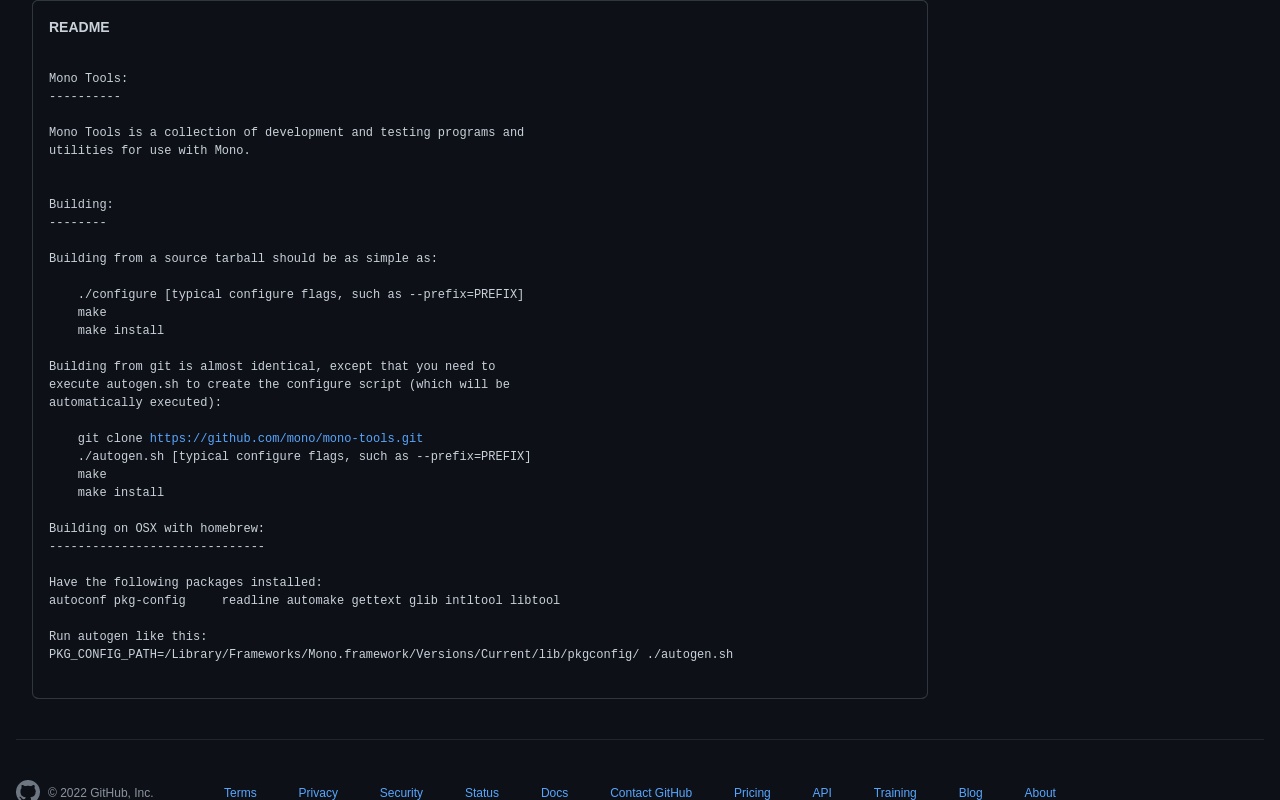 README
Mono Tools:
----------
Mono Tools is a collection of development and testing programs and
utilities for use with Mono.
Building:
--------
Building from a source tarball should be as simple as:
./configure [typical configure flags, such as --prefix=PREFIX]
make
make install
Building from git is almost identical, except that you need to
execute autogen.sh to create the configure script (which will be
automatically executed):
git clone https://github.com/mono/mono-tools.git
./autogen.sh [typical configure flags, such as --prefix=PREFIX]
make
make install
Building on OSX with homebrew:
------------------------------
Have the following packages installed:
autoconf pkg-config     readline automake gettext glib intltool libtool
Run autogen like this:
PKG_CONFIG_PATH=/Library/Frameworks/Mono.framework/Versions/Current/lib/pkgconfig/ ./autogen.sh
© 2022 GitHub, Inc. Terms Privacy Security Status Docs Contact GitHub Pricing API Training Blog About